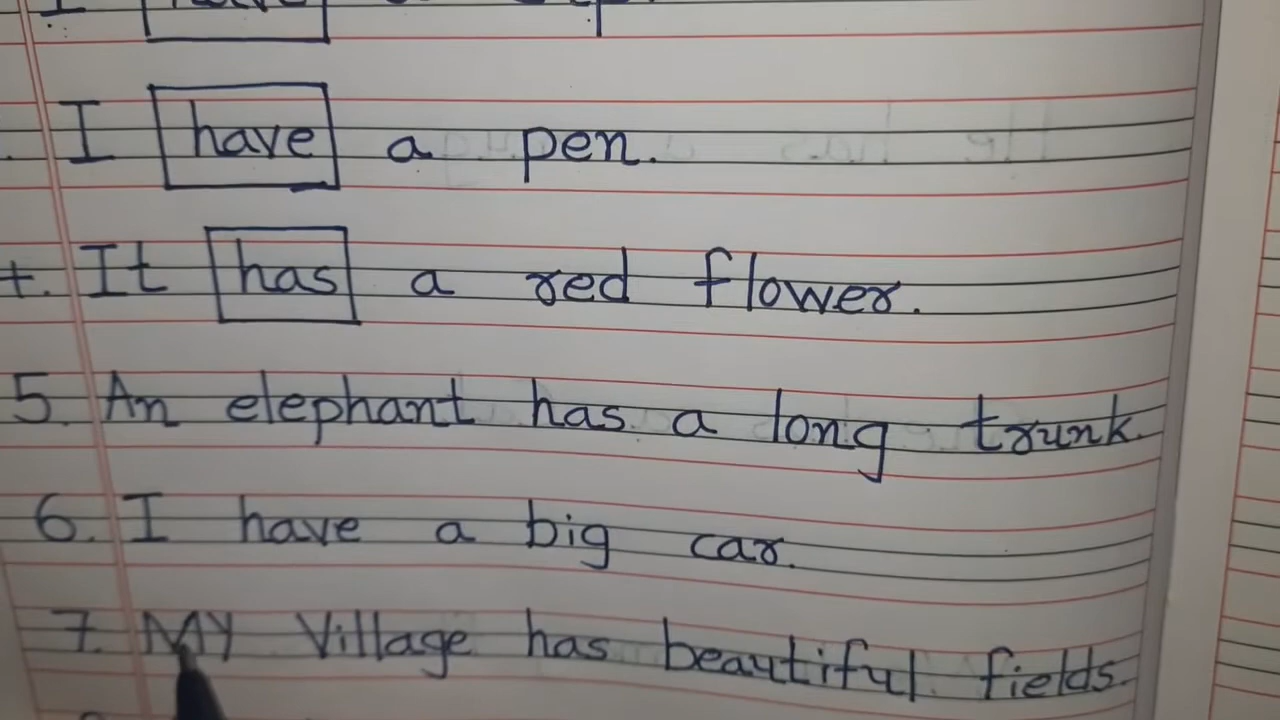 I have a
I have a pen.
It has a red flower.
5. An elephant has a long trunk.
6. I have a big car.
7. MY Village has beautiful fields.